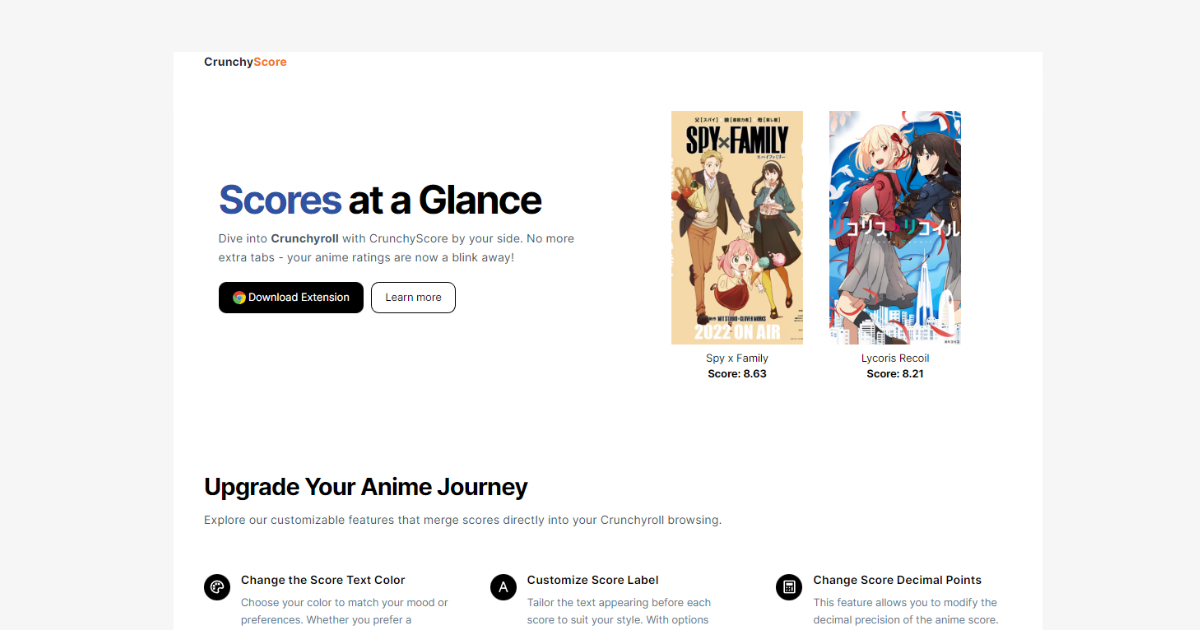 CrunchyScore
Scores at a Glance
Dive into Crunchyroll with CrunchyScore by your side. No more
extra tabs - your anime ratings are now a blink away!
Download Extension
Learn more
SPY×FAMILY
2022 ON AIR
Spy x Family
Score: 8.63
リコリス・リコイル
Lycoris Recoil
Score: 8.21
Upgrade Your Anime Journey
Explore our customizable features that merge scores directly into your Crunchyroll browsing.
Change the Score Text Color
Choose your color to match your mood or
preferences. Whether you prefer a
A
Customize Score Label
Tailor the text appearing before each
score to suit your style. With options
Change Score Decimal Points
This feature allows you to modify the
decimal precision of the anime score.